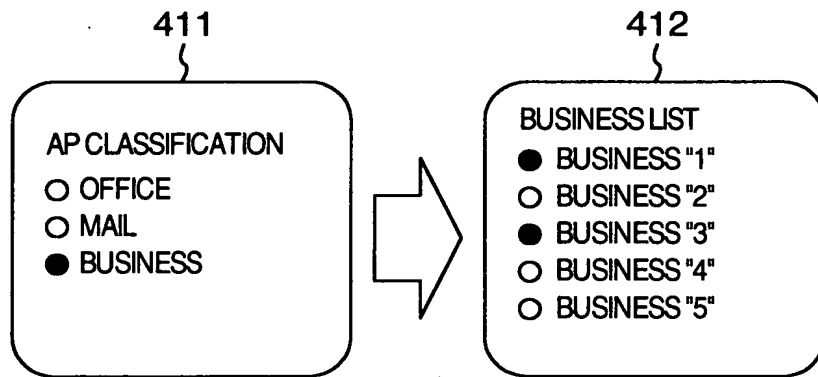 411
412
AP CLASSIFICATION
OFFICE
MAIL
BUSINESS
BUSINESS LIST
BUSINESS "1"
BUSINESS "2"
BUSINESS "3"
BUSINESS "4"
BUSINESS "5"